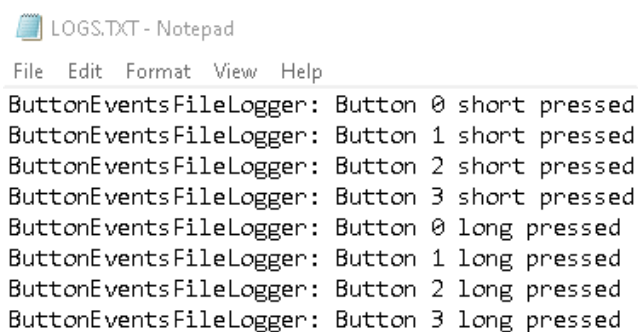 LOGS.TXT - Notepad
File Edit Format View Help
ButtonEventsFileLogger: Button 0 short pressed
ButtonEventsFileLogger: Button 1 short pressed
ButtonEventsFileLogger: Button 2 short pressed
ButtonEventsFileLogger: Button 3 short pressed
ButtonEventsFileLogger: Button 0 long pressed
ButtonEventsFileLogger: Button 1 long pressed
ButtonEventsFileLogger: Button 2 long pressed
ButtonEventsFileLogger: Button 3 long pressed